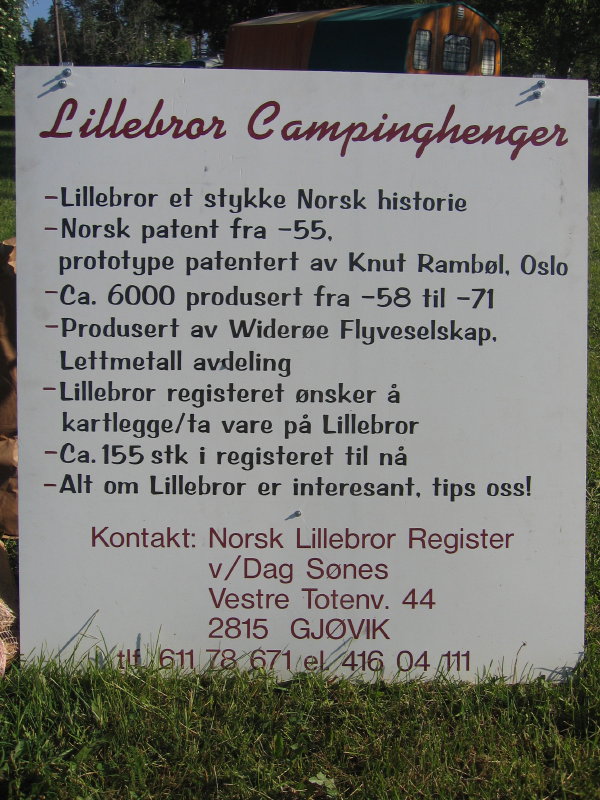 Lillebror Campinghenger
-Lillebror et stykke Norsk historie
-Norsk patent fra -55,
prototype patentert av Knut Rambøl, Oslo
-Ca. 6000 produsert fra -58 til -71
-Produsert av Widerøe Flyveselskap,
Lettmetall avdeling
-Lillebror registeret ønsker å
kartlegge/ta vare på Lillebror
-Ca. 155 stk i registeret til nå
-Alt om Lillebror er interesant, tips oss!
Kontakt: Norsk Lillebror Register
v/Dag Sønes
Vestre Totenv. 44
2815 GJØVIK
tlf. 611 78 671 el. 416 04 111